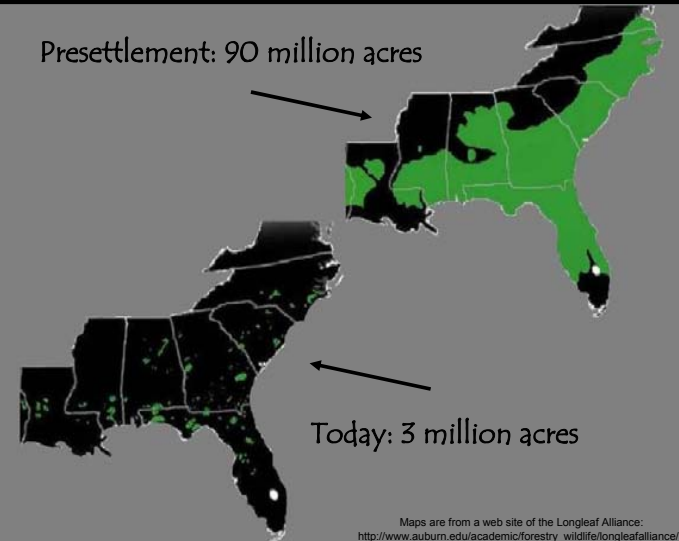 Presettlement: 90 million acres
Today: 3 million acres
Maps are from a web site of the Longleaf Alliance:
http://www.auburn.edu/academic/forestry_wildlife/longleafalliance/